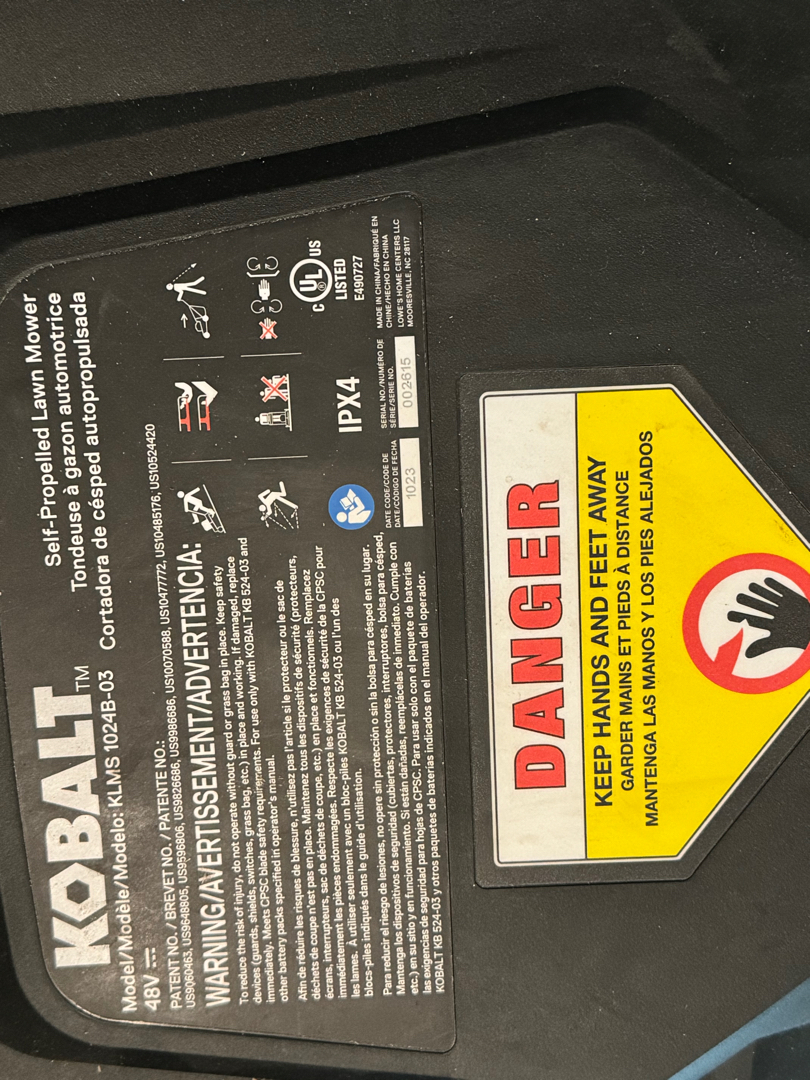 KOBALT™
Self-Propelled Lawn Mower
Tondeuse à gazon automotrice
Cortadora de césped autopropulsada
Model/Modèle/Modelo: KLMS 1024B-03
48V
PATENT NO. / BREVET NO. / PATENTE NO.:
US9060463, US9648805, US9596806, US9826686, US9986686, US10070588, US10477772, US10485176, US10524420
WARNING/AVERTISSEMENT/ADVERTENCIA:
To reduce the risk of injury, do not operate without guard or grass bag in place. Keep safety
devices (guards, shields, switches, grass bag, etc.) in place and working. If damaged, replace
immediately. Meets CPSC blade safety requirements. For use only with KOBALT KB 524-03 and
other battery packs specified in operator's manual.
Afin de réduire les risques de blessure, n'utilisez pas l'article si le protecteur ou le sac de
déchets de coupe n'est pas en place. Maintenez tous les dispositifs de sécurité (protecteurs,
écrans, interrupteurs, sac de déchets de coupe, etc.) en place et fonctionnels. Remplacez
immédiatement les pièces endommagées. Respecte les exigences de sécurité de la CPSC pour
les lames. À utiliser seulement avec un bloc-piles KOBALT KB 524-03 ou l'un des
blocs-piles indiqués dans le guide d'utilisation.
Para reducir el riesgo de lesiones, no opere sin protección o sin la bolsa para césped en su lugar.
Mantenga los dispositivos de seguridad (cubiertas, protectores, interruptores, bolsa para césped,
etc.) en su sitio y en funcionamiento. Si están dañadas, reemplácelas de inmediato. Cumple con
las exigencias de seguridad para hojas de CPSC. Para usar solo con el paquete de baterías
KOBALT KB 524-03 y otros paquetes de baterías indicados en el manual del operador.
IPX4
C UL® US
LISTED
E490727
DATE CODE/CODE DE
DATE/CÓDIGO DE FECHA
1023
SERIAL NO./NUMÉRO DE
SÉRIE/SERIE NO.
002615
MADE IN CHINA/FABRIQUÉ EN
CHINE/HECHO EN CHINA
LOWE'S HOME CENTERS LLC
MOORESVILLE, NC 28117
DANGER
KEEP HANDS AND FEET AWAY
GARDER MAINS ET PIEDS À DISTANCE
MANTENGA LAS MANOS Y LOS PIES ALEJADOS